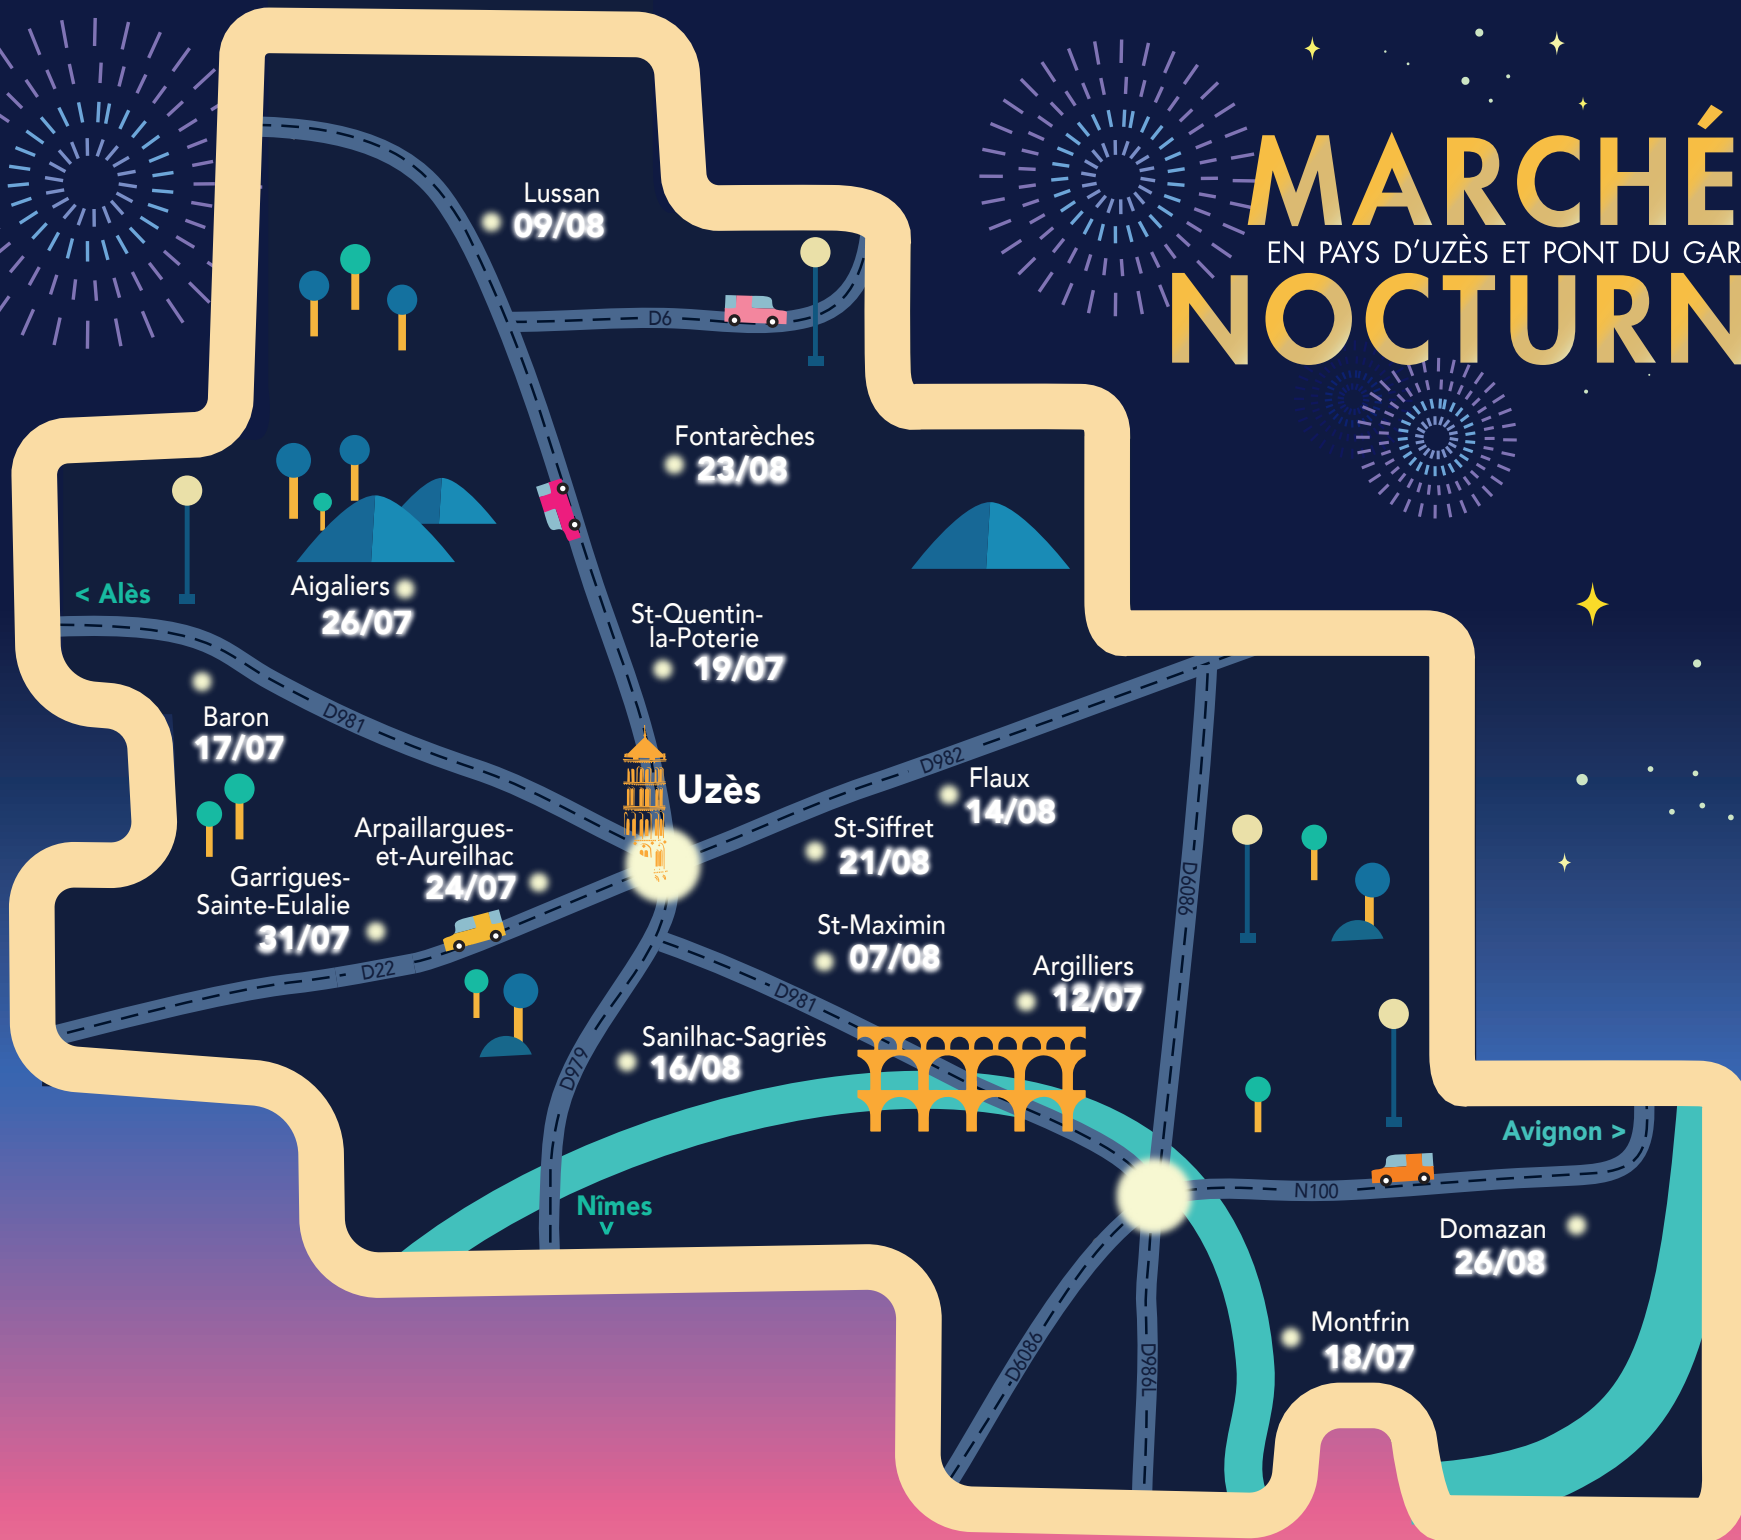 MARCHÉ
EN PAYS D'UZÈS ET PONT DU GAR
NOCTURN
Lussan
09/08
D6
Fontarèches
23/08
< Alès
Aigaliers
26/07
St-Quentin-
la-Poterie
19/07
Baron
17/07
D981
Uzès
D982
Flaux
14/08
Arpaillargues-
et-Aureilhac
24/07
St-Siffret
21/08
D6086
Garrigues-
Sainte-Eulalie
31/07
D22
St-Maximin
07/08
D981
Argilliers
12/07
Sanilhac-Sagriès
16/08
D979
Avignon >
Nîmes
v
N100
Domazan
26/08
Montfrin
18/07
D6086
D986L